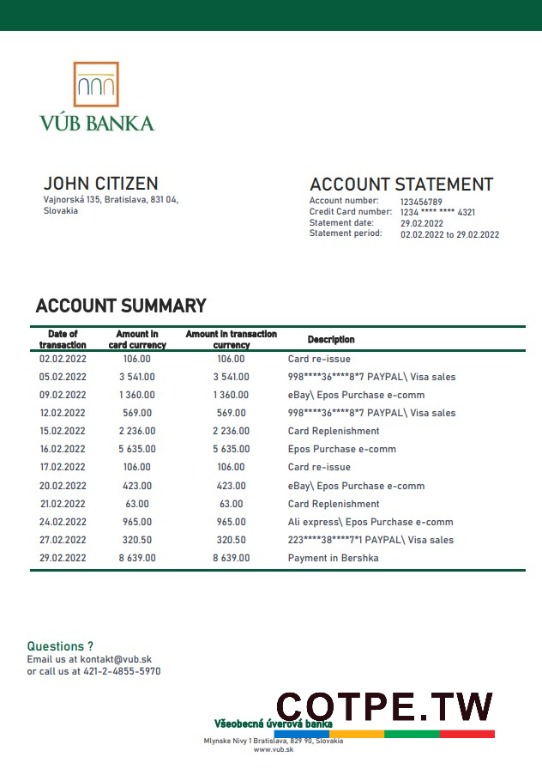 VÚB BANKA
JOHN CITIZEN
Vajnorská 135, Bratislava, 831 04,
Slovakia
ACCOUNT STATEMENT
Account number: 123456789
Credit Card number: 1234 **** **** 4321
Statement date: 29.02.2022
Statement period: 02.02.2022 to 29.02.2022
ACCOUNT SUMMARY
Date of transaction Amount in card currency Amount in transaction currency Description
02.02.2022 106.00 106.00 Card re-issue
05.02.2022 3 541.00 3 541.00 998****36****8*7 PAYPAL\ Visa sales
09.02.2022 1 360.00 1 360.00 eBay\ Epos Purchase e-comm
12.02.2022 569.00 569.00 998****36****8*7 PAYPAL\ Visa sales
15.02.2022 2 236.00 2 236.00 Card Replenishment
16.02.2022 5 635.00 5 635.00 Epos Purchase e-comm
17.02.2022 106.00 106.00 Card re-issue
20.02.2022 423.00 423.00 eBay\ Epos Purchase e-comm
21.02.2022 63.00 63.00 Card Replenishment
24.02.2022 965.00 965.00 Ali express\ Epos Purchase e-comm
27.02.2022 320.50 320.50 223****38****7*1 PAYPAL\ Visa sales
29.02.2022 8 639.00 8 639.00 Payment in Bershka
Questions ?
Email us at kontakt@vub.sk
or call us at 421-2-4855-5970
COTPE.TW
Všeobecná úverová banka
Mlynske Nivy 1 Bratislava, 829 90, Slovakia
www.vub.sk